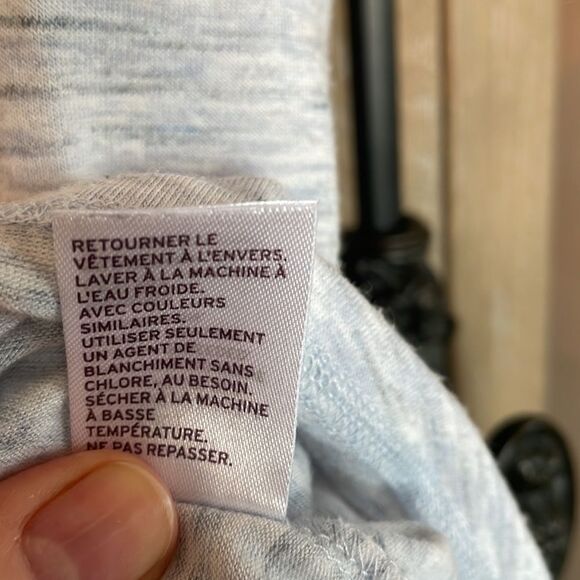 RETOURNER LE
VÊTEMENT À L'ENVERS.
LAVER À LA MACHINE À
L'EAU FROIDE.
AVEC COULEURS
SIMILAIRES.
UTILISER SEULEMENT
UN AGENT DE
BLANCHIMENT SANS
CHLORE, AU BESOIN.
SÉCHER À LA MACHINE
À BASSE
TEMPÉRATURE.
NE PAS REPASSER.